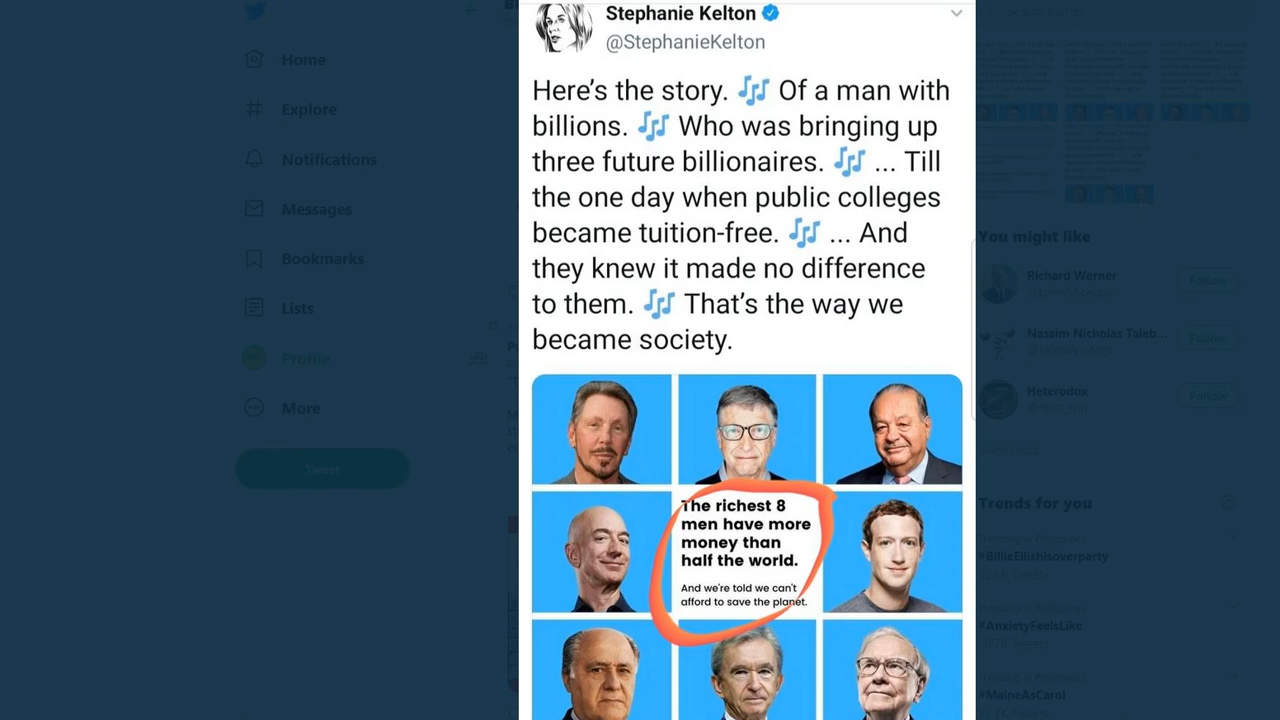 Stephanie Kelton
@StephanieKelton
Here’s the story. 🎶 Of a man with
billions. 🎶 Who was bringing up
three future billionaires. 🎶 ... Till
the one day when public colleges
became tuition-free. 🎶 ... And
they knew it made no difference
to them. 🎶 That’s the way we
became society.
The richest 8
men have more
money than
half the world.
And we're told we can't
afford to save the planet.
Home
Explore
Notifications
Messages
Bookmarks
Lists
Profile
More
Tweet
You might like
Richard Werner
Follow
Nassim Nicholas Taleb...
Follow
Heterodox
Follow
Trends for you
#BillieEilishisoverparty
#AnxietyFeelsLike
#MaineAsCarol